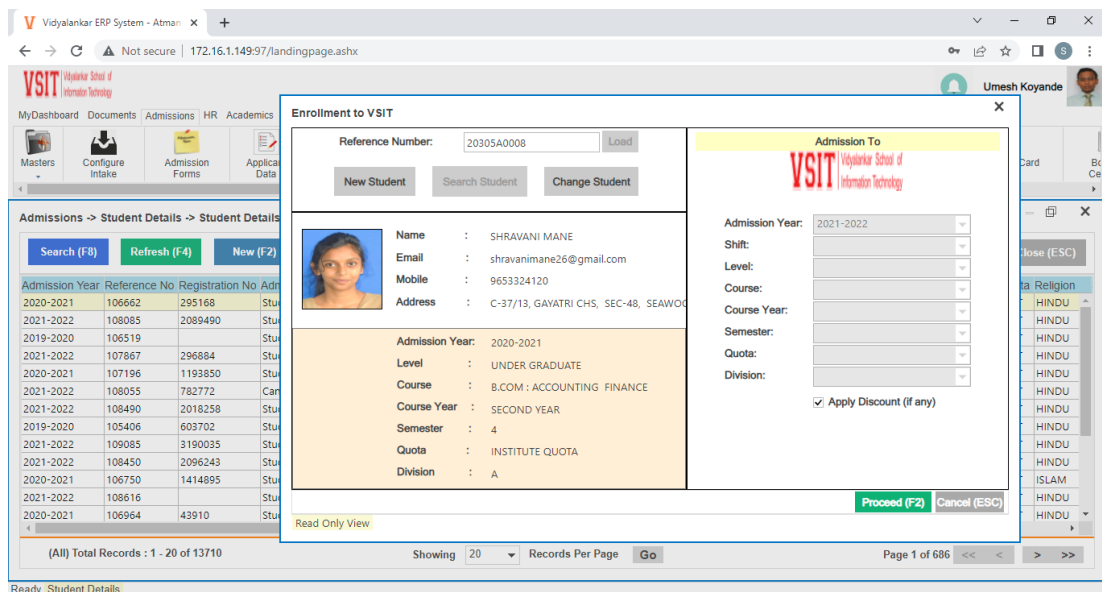 Vidyalankar ERP System - Atman
Not secure | 172.16.1.149:97/landingpage.ashx
S
VSIT Vidyalankar School of Information Technology
Umesh Koyande
MyDashboard Documents Admissions HR Academics
Masters
Configure Intake
Admission Forms
Data
Card
Admissions -> Student Details -> Student Details
Search (F8) Refresh (F4) New (F2) Close (ESC)
Admission Year Reference No Registration No Religion
2020-2021 106662 295168 HINDU
2021-2022 108085 2089490 HINDU
2019-2020 106519 HINDU
2021-2022 107867 296884 HINDU
2020-2021 107196 1193850 HINDU
2021-2022 108055 782772 HINDU
2021-2022 108490 2018258 HINDU
2019-2020 105406 603702 HINDU
2021-2022 109085 3190035 HINDU
2021-2022 108450 2096243 HINDU
2020-2021 106750 1414895 ISLAM
2021-2022 108616 HINDU
2020-2021 106964 43910 HINDU
Enrollment to VSIT
Reference Number: 20305A0008 Load
New Student Search Student Change Student
Name : SHRAVANI MANE
Email : shravanimane26@gmail.com
Mobile : 9653324120
Address : C-37/13, GAYATRI CHS, SEC-48, SEAWOO
Admission Year: 2020-2021
Level : UNDER GRADUATE
Course : B.COM : ACCOUNTING FINANCE
Course Year : SECOND YEAR
Semester : 4
Quota : INSTITUTE QUOTA
Division : A
Admission To
VSIT Vidyalankar School of Information Technology
Admission Year: 2021-2022
Shift:
Level:
Course:
Course Year:
Semester:
Quota:
Division:
Apply Discount (if any)
Proceed (F2) Cancel (ESC)
Read Only View
(All) Total Records : 1 - 20 of 13710 Showing 20 Records Per Page Go Page 1 of 686 << < > >>
Ready Student Details